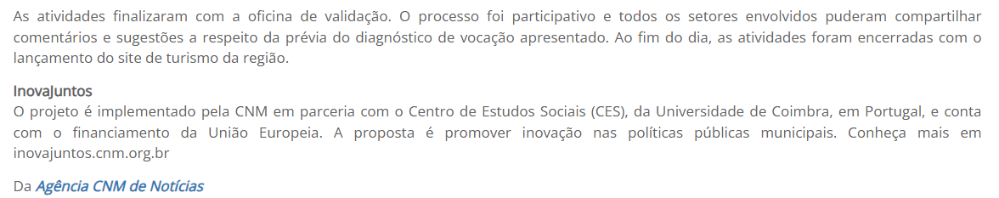 As atividades finalizaram com a oficina de validação. O processo foi participativo e todos os setores envolvidos puderam compartilhar
comentários e sugestões a respeito da prévia do diagnóstico de vocação apresentado. Ao fim do dia, as atividades foram encerradas com o
lançamento do site de turismo da região.
InovaJuntos
O projeto é implementado pela CNM em parceria com o Centro de Estudos Sociais (CES), da Universidade de Coimbra, em Portugal, e conta
com o financiamento da União Europeia. A proposta é promover inovação nas políticas públicas municipais. Conheça mais em
inovajuntos.cnm.org.br
Da Agência CNM de Notícias